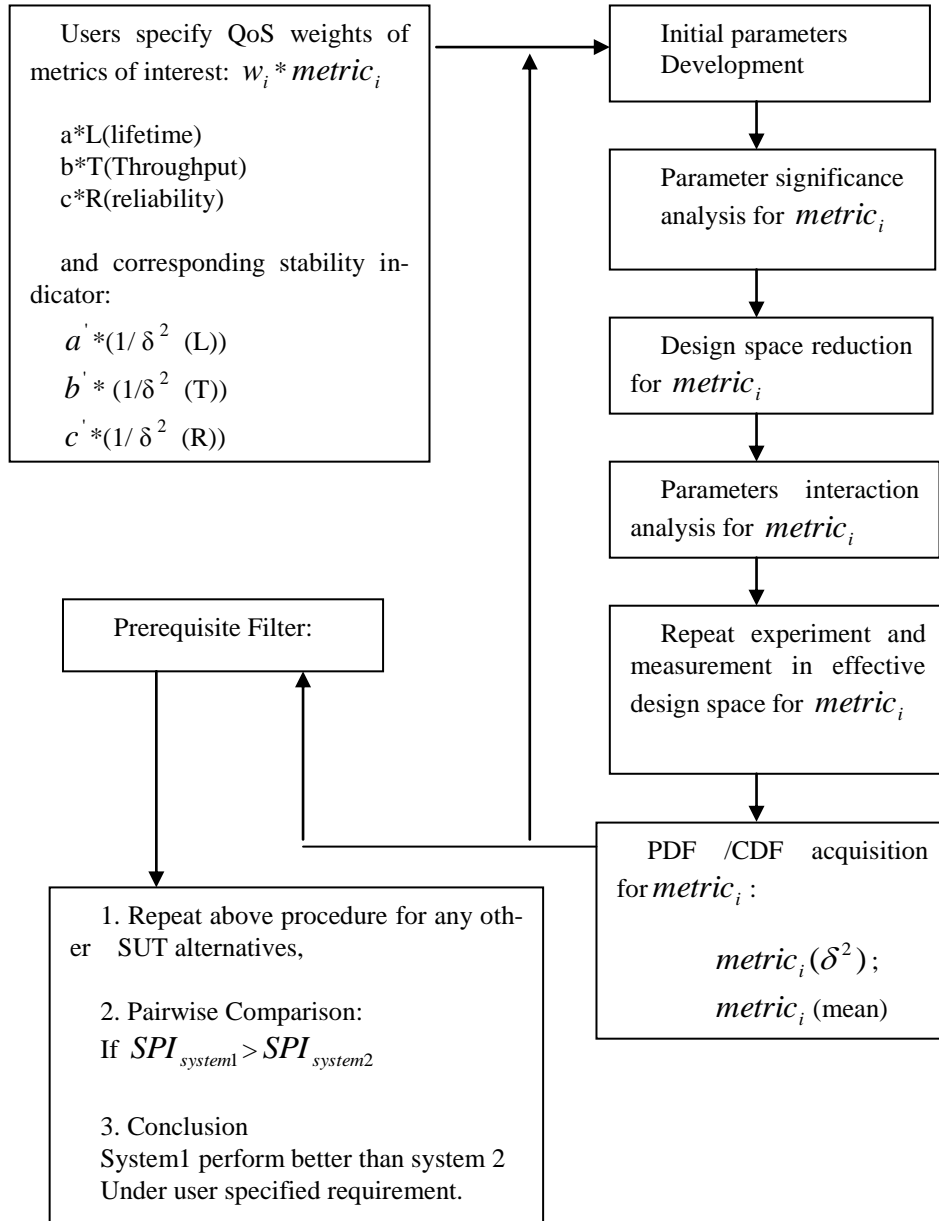 Users specify QoS weights of
metrics of interest: w_i * metric_i
a*L(lifetime)
b*T(Throughput)
c*R(reliability)
and corresponding stability in-
dicator:
a' *(1/ δ² (L))
b' * (1/δ² (T))
c' *(1/ δ² (R))
Initial parameters
Development
Parameter significance
analysis for metric_i
Design space reduction
for metric_i
Parameters interaction
analysis for metric_i
Repeat experiment and
measurement in effective
design space for metric_i
PDF /CDF acquisition
for metric_i :
metric_i (δ²) ;
metric_i (mean)
Prerequisite Filter:
1. Repeat above procedure for any oth-
er SUT alternatives,
2. Pairwise Comparison:
If SPI_system1 > SPI_system2
3. Conclusion
System1 perform better than system 2
Under user specified requirement.